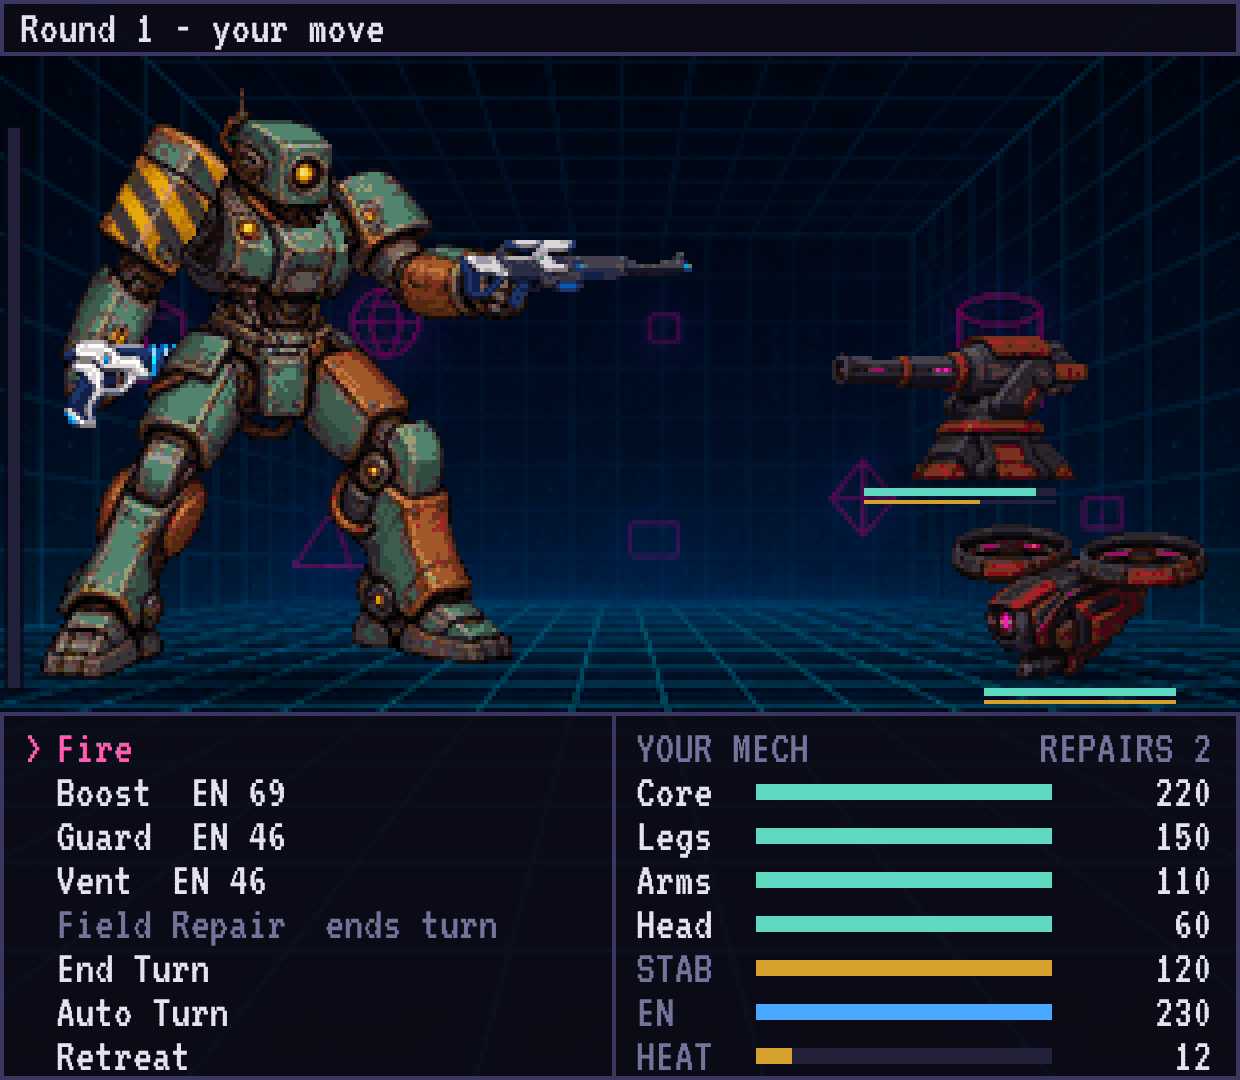 Round 1 - your move
> Fire
Boost EN 69
Guard EN 46
Vent EN 46
Field Repair ends turn
End Turn
Auto Turn
Retreat
YOUR MECH REPAIRS 2
Core 220
Legs 150
Arms 110
Head 60
STAB 120
EN 230
HEAT 12